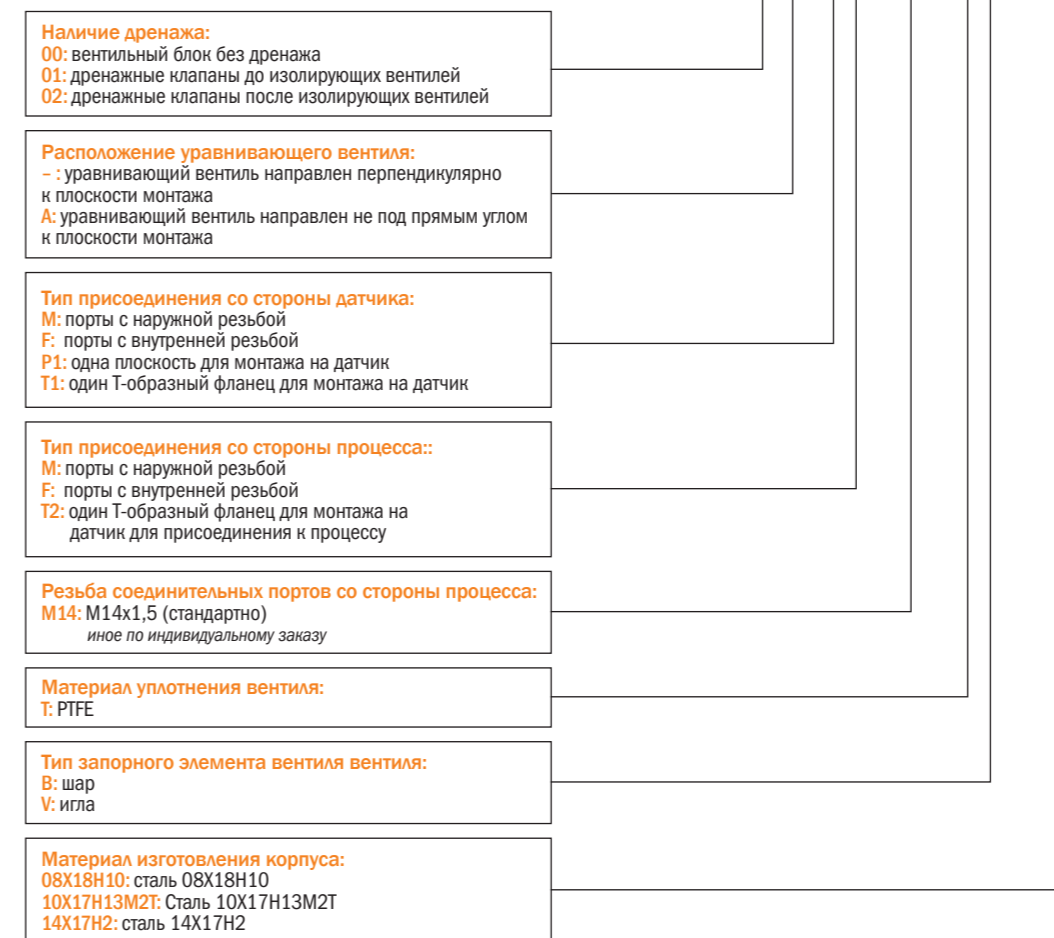 Наличие дренажа:
00: вентильный блок без дренажа
01: дренажные клапаны до изолирующих вентилей
02: дренажные клапаны после изолирующих вентилей
Расположение уравнивающего вентиля:
– : уравнивающий вентиль направлен перпендикулярно
к плоскости монтажа
А: уравнивающий вентиль направлен не под прямым углом
к плоскости монтажа
Тип присоединения со стороны датчика:
M: порты с наружной резьбой
F: порты с внутренней резьбой
P1: одна плоскость для монтажа на датчик
T1: один Т-образный фланец для монтажа на датчик
Тип присоединения со стороны процесса::
M: порты с наружной резьбой
F: порты с внутренней резьбой
T2: один Т-образный фланец для монтажа на
датчик для присоединения к процессу
Резьба соединительных портов со стороны процесса:
M14: M14x1,5 (стандартно)
иное по индивидуальному заказу
Материал уплотнения вентиля:
T: PTFE
Тип запорного элемента вентиля вентиля:
B: шар
V: игла
Материал изготовления корпуса:
08Х18Н10: сталь 08Х18Н10
10Х17Н13М2Т: Сталь 10Х17Н13М2Т
14Х17Н2: сталь 14Х17Н2